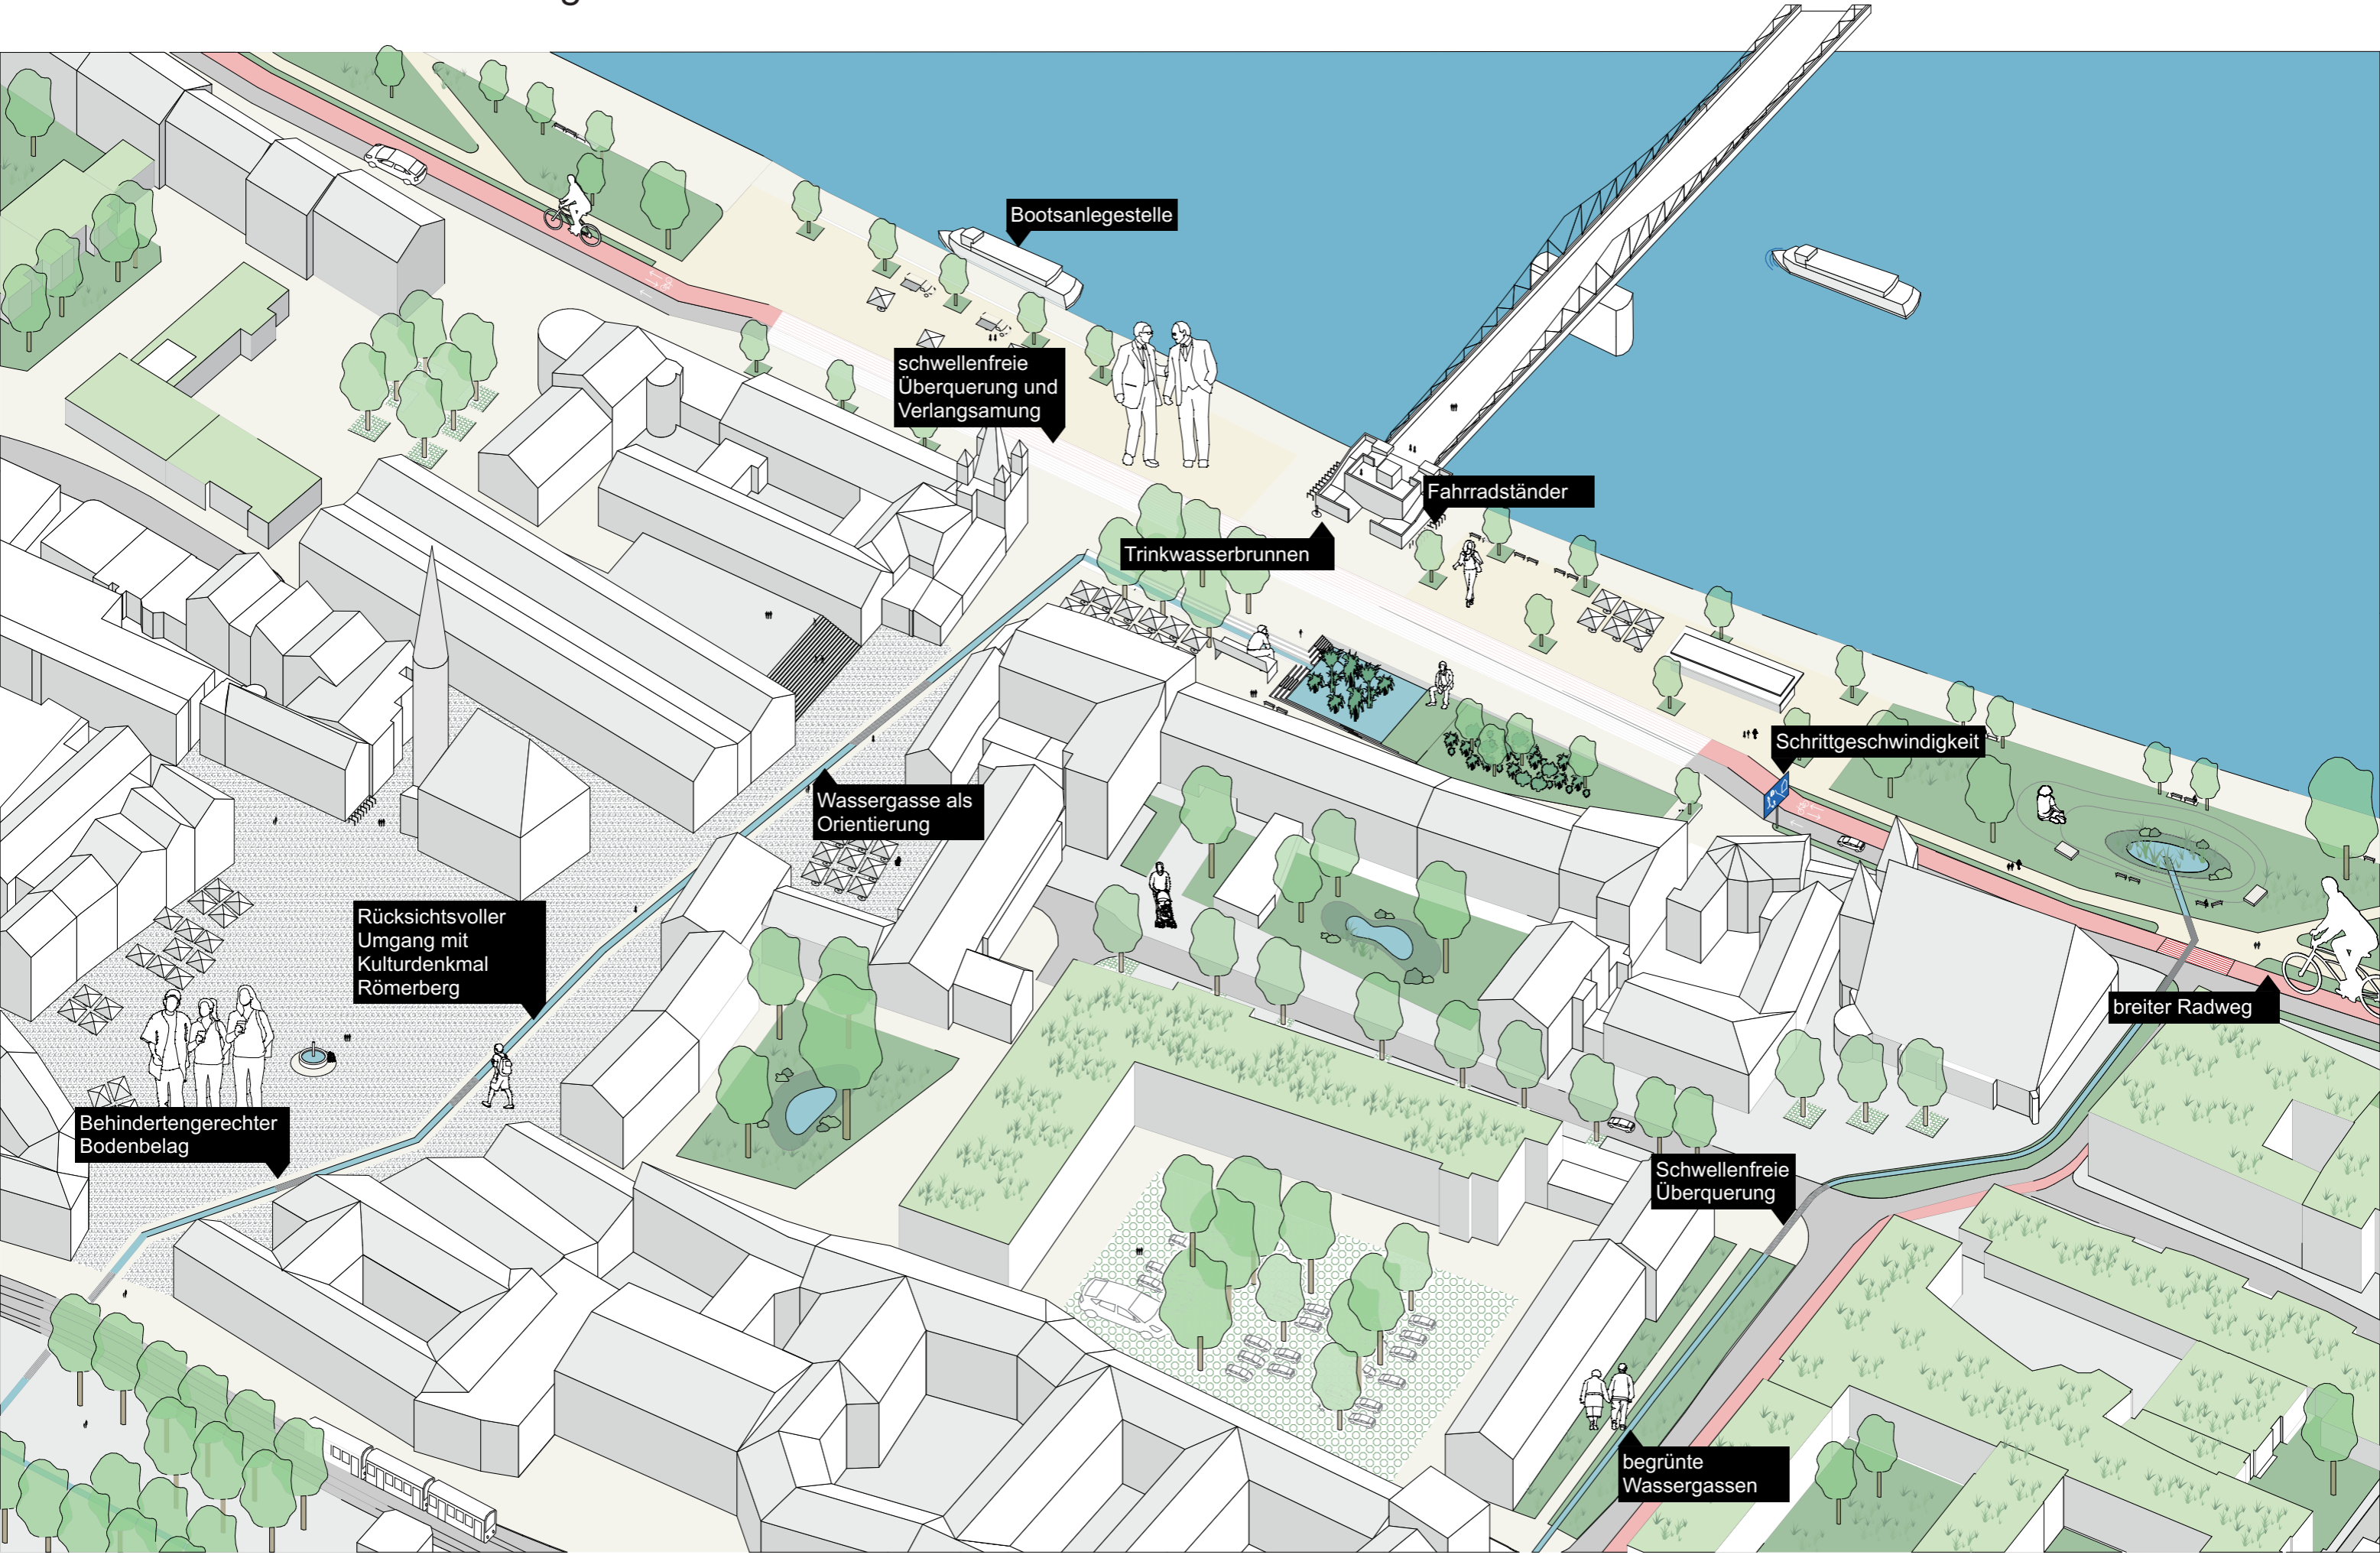 Bootsanlegestelle
schwellenfreie
Überquerung und
Verlangsamung
Fahrradständer
Trinkwasserbrunnen
Schrittgeschwindigkeit
Wassergasse als
Orientierung
Rücksichtsvoller
Umgang mit
Kulturdenkmal
Römerberg
breiter Radweg
Behindertengerechter
Bodenbelag
Schwellenfreie
Überquerung
begrünte
Wassergassen